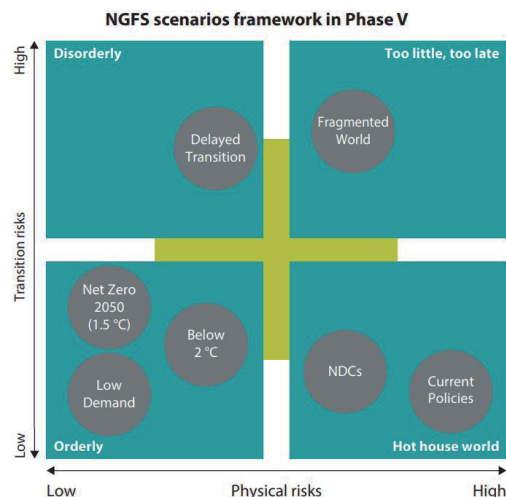 NGFS scenarios framework in Phase V
High
Disorderly
Too little, too late
Delayed
Transition
Fragmented
World
Transition risks
Net Zero
2050
(1.5 °C)
Below
2 °C
Low
Demand
NDCs
Current
Policies
Low
Orderly
Hot house world
Low
Physical risks
High